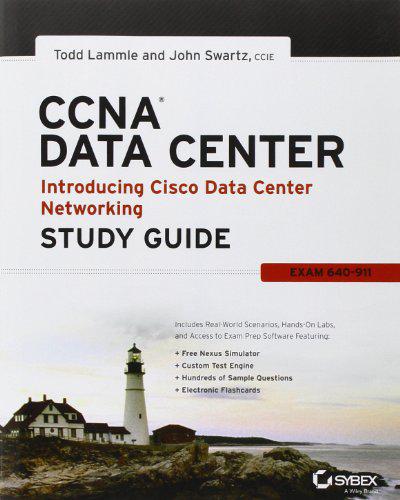 Todd Lammle and John Swartz, CCIE
CCNA®
DATA CENTER
Introducing Cisco Data Center
Networking
STUDY GUIDE
EXAM 640-911
Includes Real-World Scenarios, Hands-On Labs,
and Access to Exam Prep Software Featuring:
+ Free Nexus Simulator
+ Custom Test Engine
+ Hundreds of Sample Questions
+ Electronic Flashcards
SYBEX
A Wiley Brand